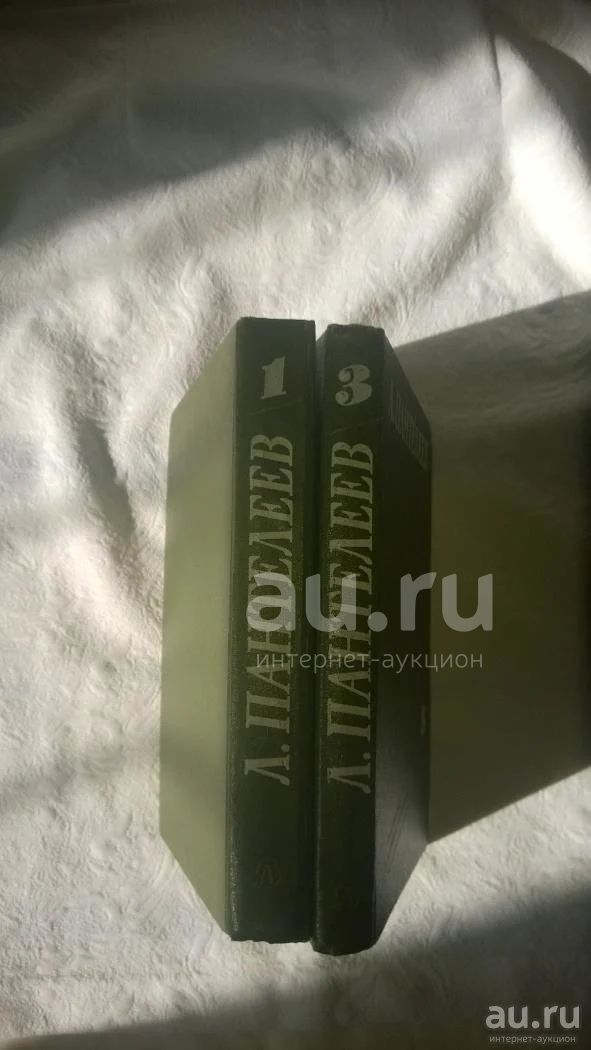 1
Л. ПАНТЕЛЕЕВ
3
Л. ПАНТЕЛЕЕВ
au.ru
интернет-аукцион
au.ru
интернет-аукцион